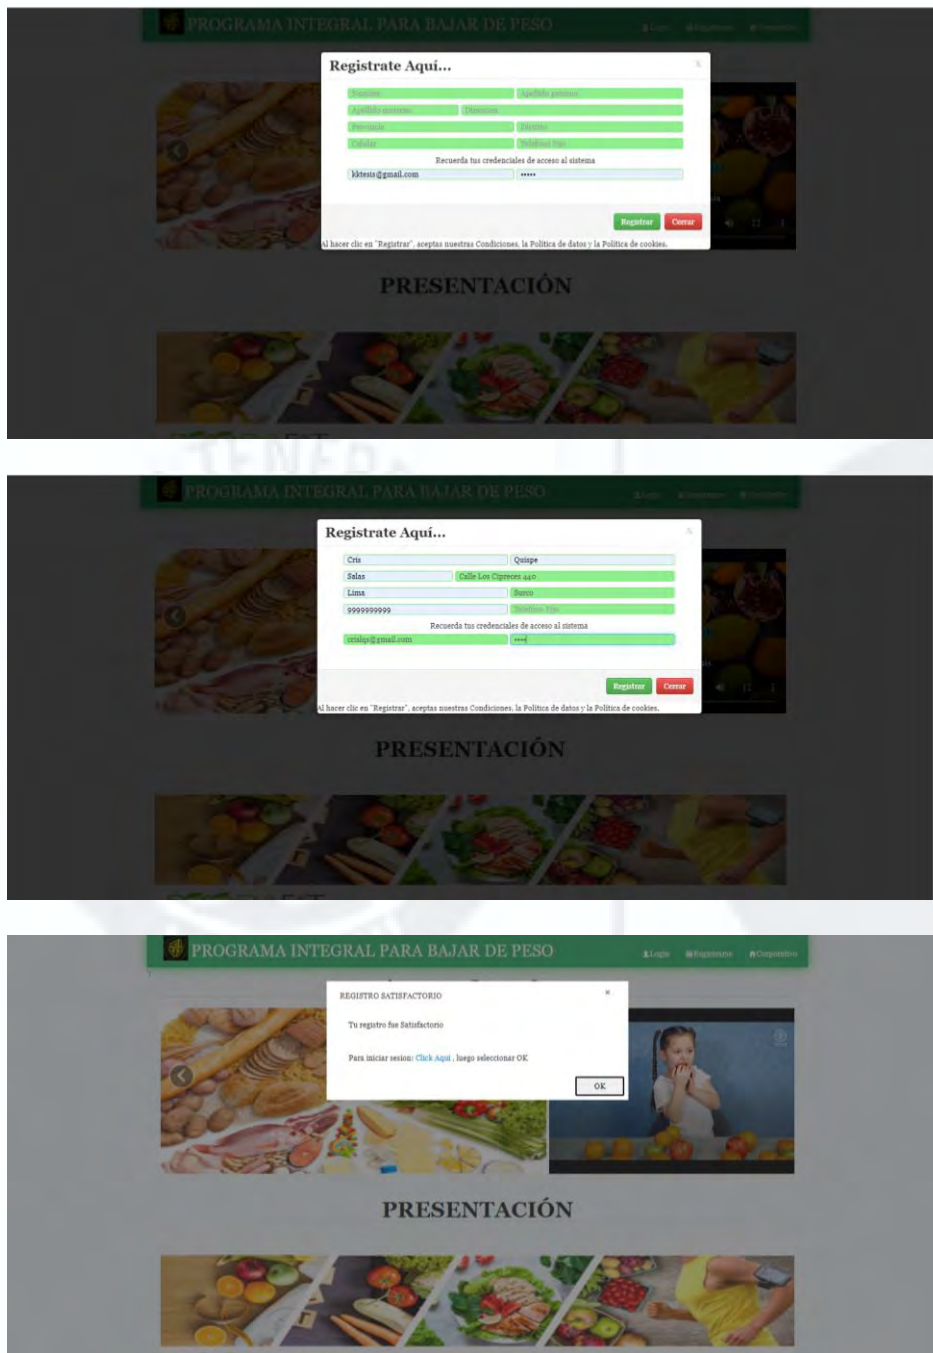 PROGRAMA INTEGRAL PARA BAJAR DE PESO
Registrate Aquí...
Nombre Apellido paterno
Apellido materno Direccion
Provincia Distrito
Celular Telefono Fijo
Recuerda tus credenciales de acceso al sistema
kktesis@gmail.com •••••
Registrar Cerrar
Al hacer clic en "Registrar", aceptas nuestras Condiciones, la Política de datos y la Política de cookies.
PRESENTACIÓN
PROGRAMA INTEGRAL PARA BAJAR DE PESO
Registrate Aquí...
Cris Quispe
Salas Calle Los Cipreces 440
Lima Surco
9999999999 Telefono Fijo
Recuerda tus credenciales de acceso al sistema
••••
Registrar Cerrar
Al hacer clic en "Registrar", aceptas nuestras Condiciones, la Política de datos y la Política de cookies.
PRESENTACIÓN
PROGRAMA INTEGRAL PARA BAJAR DE PESO Login Registrarse Corporativo
REGISTRO SATISFACTORIO
Tu registro fue Satisfactorio
Para iniciar sesion: Click Aqui , luego seleccionar OK
OK
PRESENTACIÓN